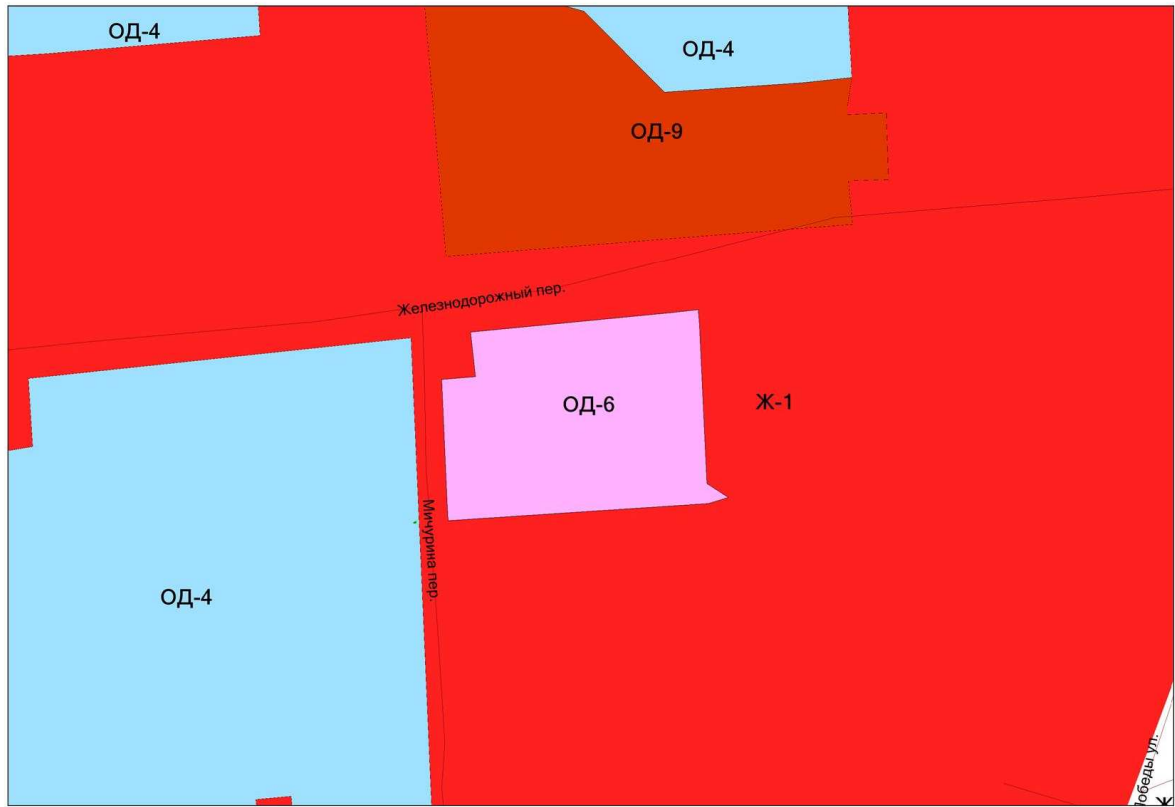 ОД-4
ОД-4
ОД-9
Железнодорожный пер.
Ж-1
ОД-6
Мичурина пер.
ОД-4
Победы ул.